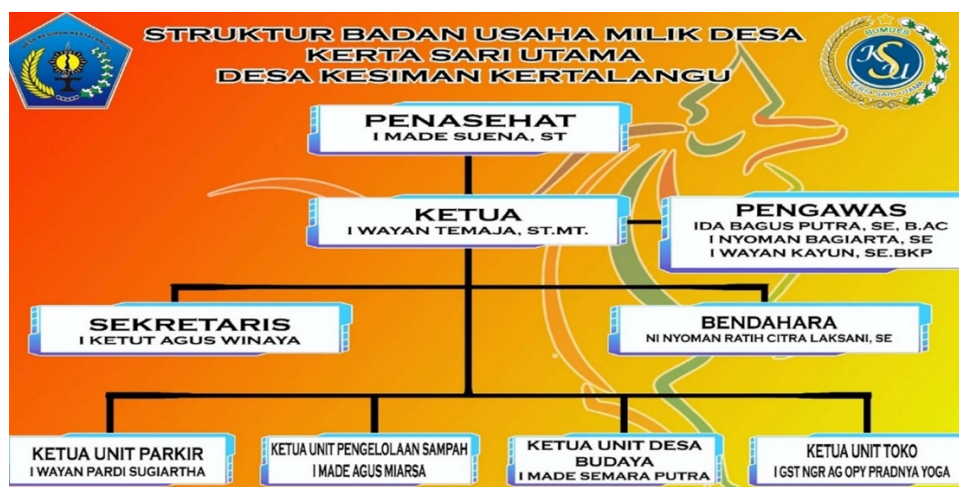 STRUKTUR BADAN USAHA MILIK DESA
KERTA SARI UTAMA
DESA KESIMAN KERTALANGU
BUMDES
KSU
KERTA SARI UTAMA
PENASEHAT
I MADE SUENA, ST
KETUA
I WAYAN TEMAJA, ST.MT.
PENGAWAS
IDA BAGUS PUTRA, SE, B.AC
I NYOMAN BAGIARTA, SE
I WAYAN KAYUN, SE.BKP
SEKRETARIS
I KETUT AGUS WINAYA
BENDAHARA
NI NYOMAN RATIH CITRA LAKSANI, SE
KETUA UNIT PARKIR
I WAYAN PARDI SUGIARTHA
KETUA UNIT PENGELOLAAN SAMPAH
I MADE AGUS MIARSA
KETUA UNIT DESA
BUDAYA
I MADE SEMARA PUTRA
KETUA UNIT TOKO
I GST NGR AG OPY PRADNYA YOGA